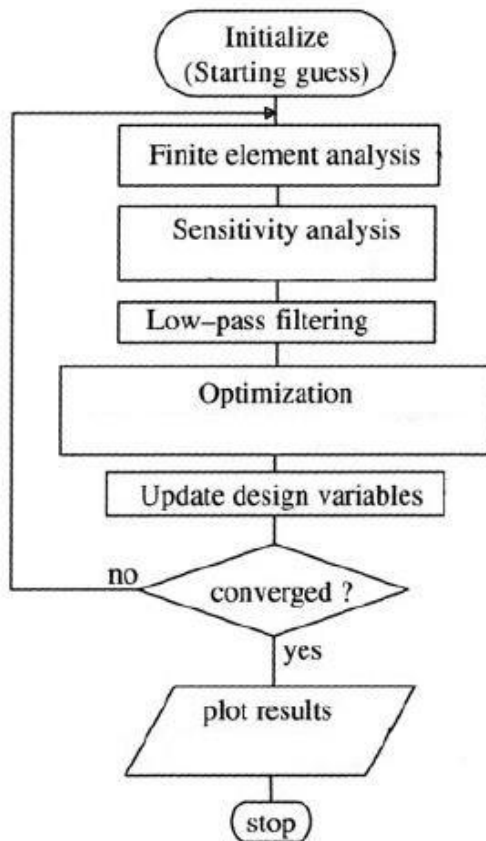 Initialize
(Starting guess)
Finite element analysis
Sensitivity analysis
Low–pass filtering
Optimization
Update design variables
no
converged ?
yes
plot results
stop